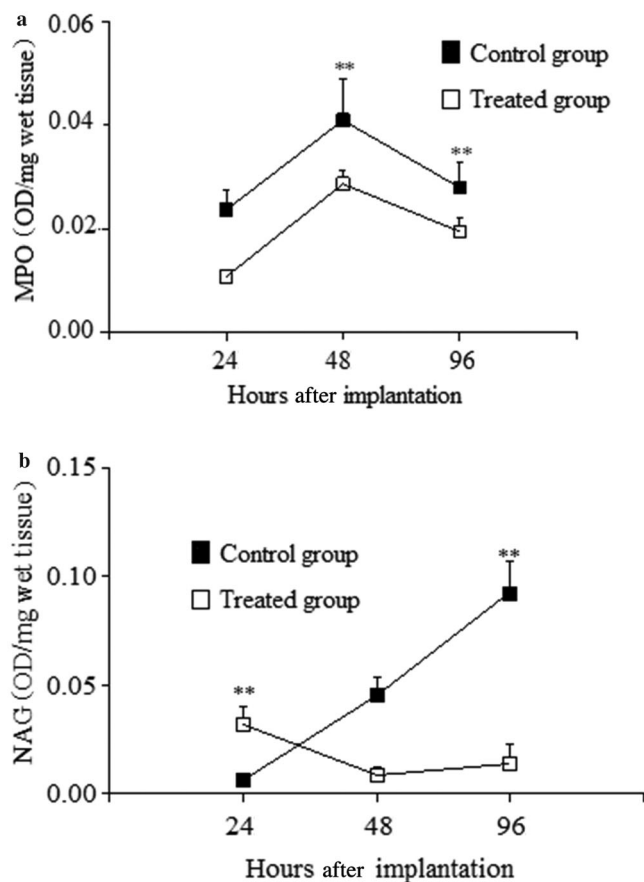 a
MPO (OD/mg wet tissue)
0.06
0.04
0.02
0.00
Control group
Treated group
**
**
24 48 96
Hours after implantation
b
NAG (OD/mg wet tissue)
0.15
0.10
0.05
0.00
Control group
Treated group
**
**
24 48 96
Hours after implantation